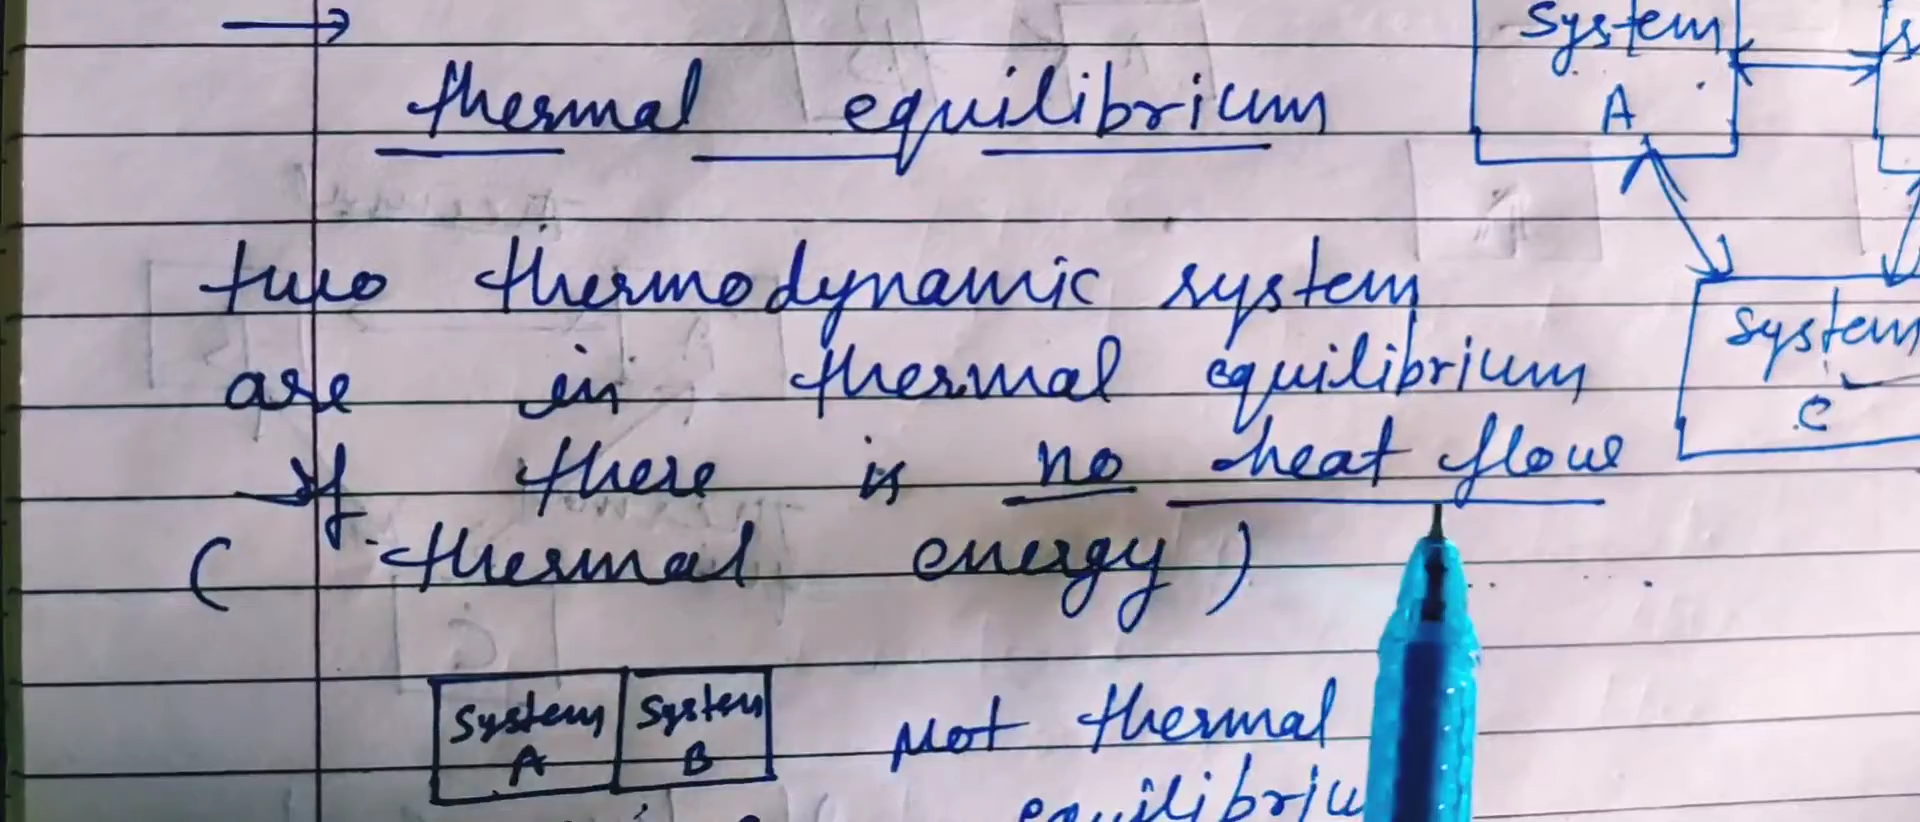 thermal equilibrium
two thermodynamic system
are in thermal equilibrium
If there is no heat flow
( thermal energy )
System
A
System
C
System
A
System
B
Not thermal